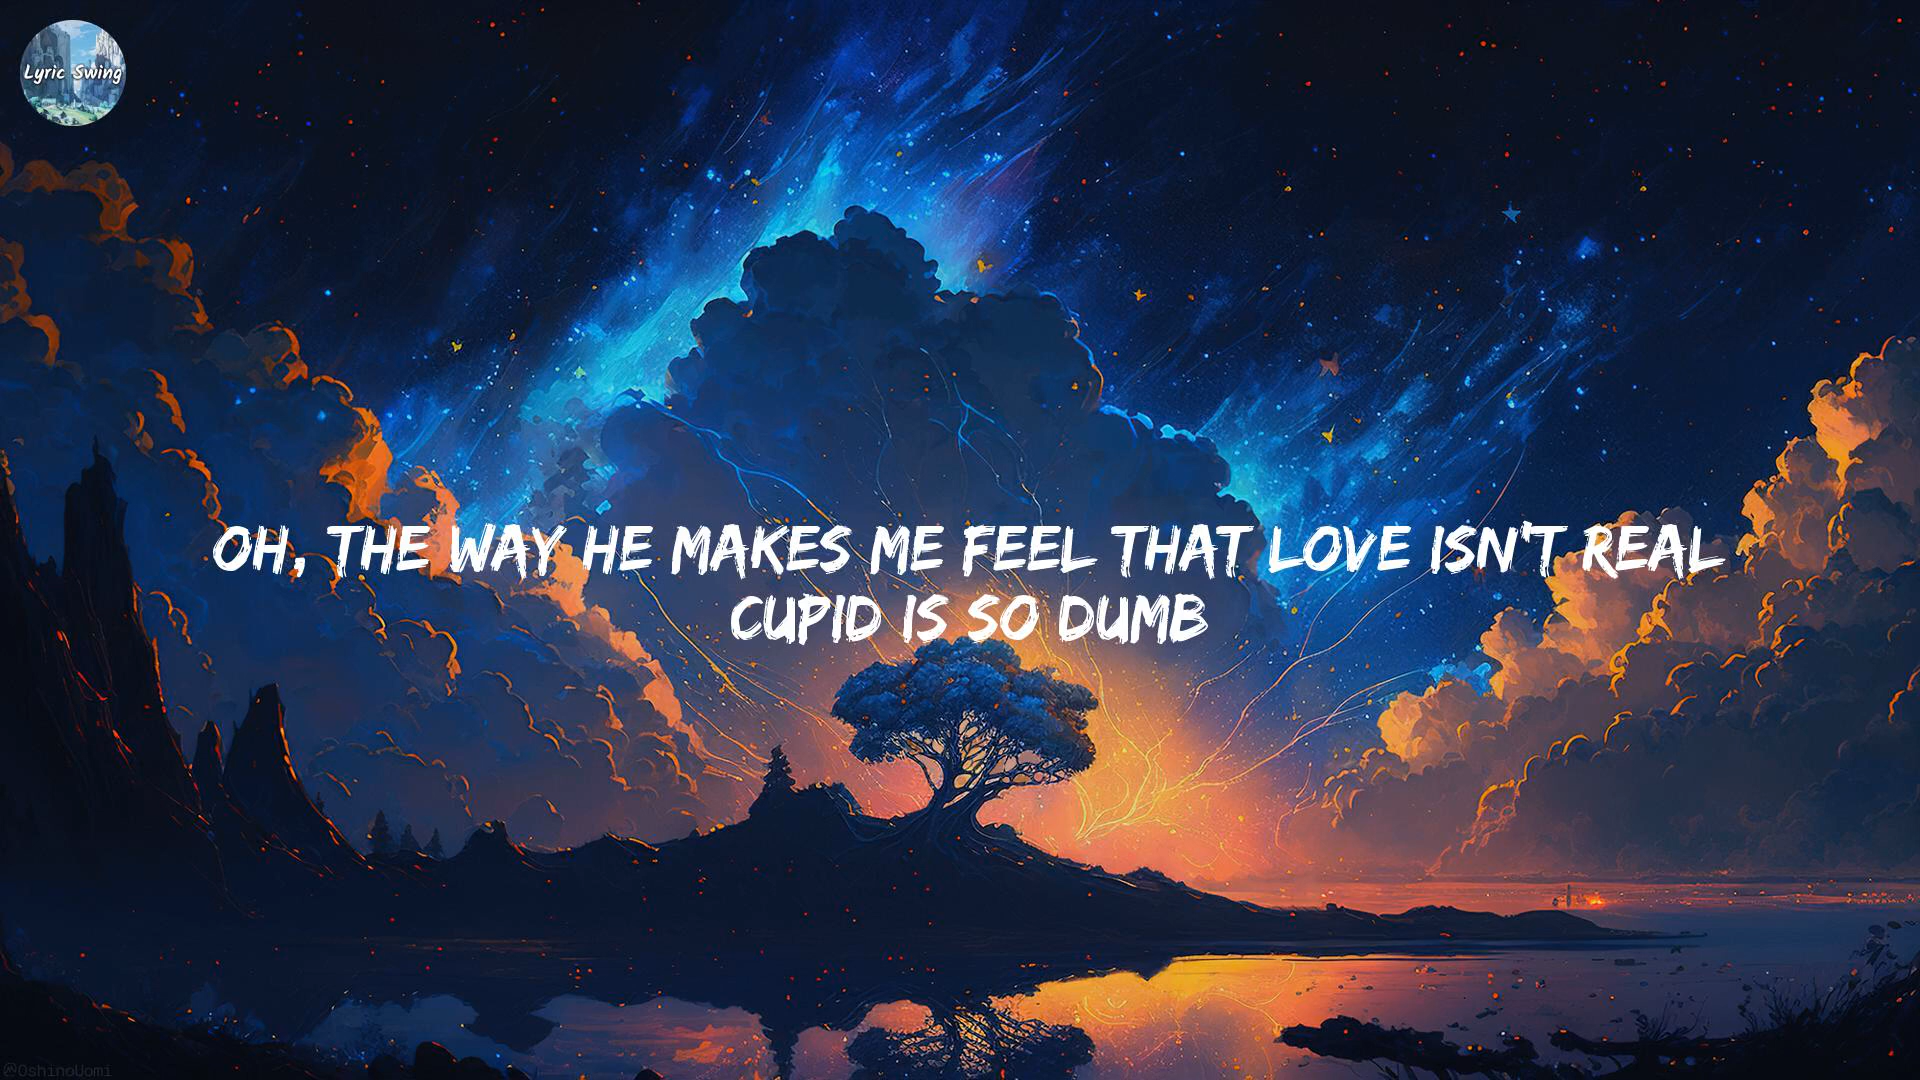 Lyric Swing
OH, THE WAY HE MAKES ME FEEL THAT LOVE ISN'T REAL
CUPID IS SO DUMB
@OshinoUomi